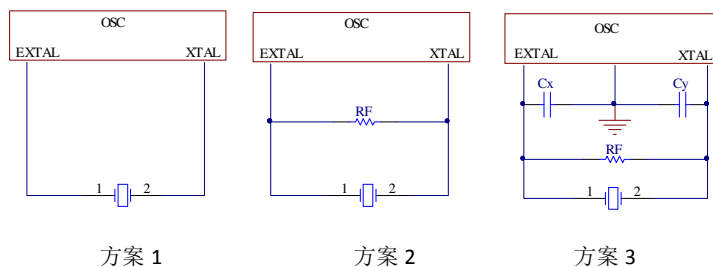 OSC
EXTAL XTAL
1 2
方案 1
OSC
EXTAL XTAL
RF
1 2
方案 2
OSC
EXTAL XTAL
Cx Cy
RF
1 2
方案 3